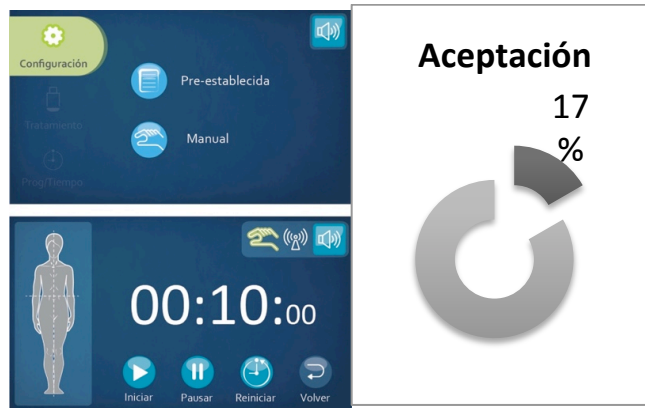 Configuración
Pre-establecida
Tratamiento
Manual
Prog/Tiempo
00:10:00
Iniciar
Pausar
Reiniciar
Volver
Aceptación
17
%